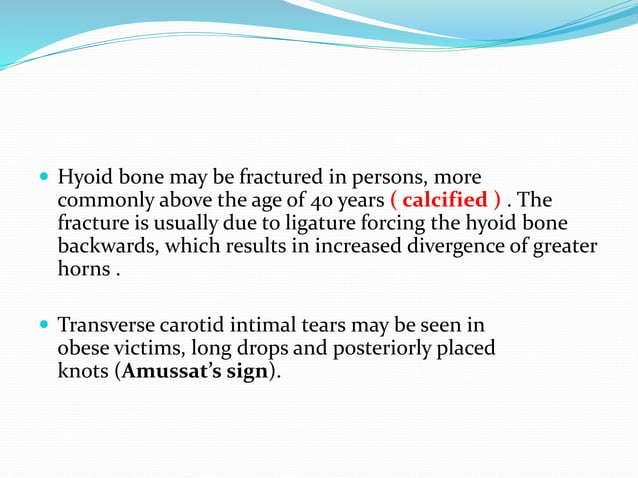 Hyoid bone may be fractured in persons, more
commonly above the age of 40 years ( calcified ) . The
fracture is usually due to ligature forcing the hyoid bone
backwards, which results in increased divergence of greater
horns .
Transverse carotid intimal tears may be seen in
obese victims, long drops and posteriorly placed
knots (Amussat’s sign).